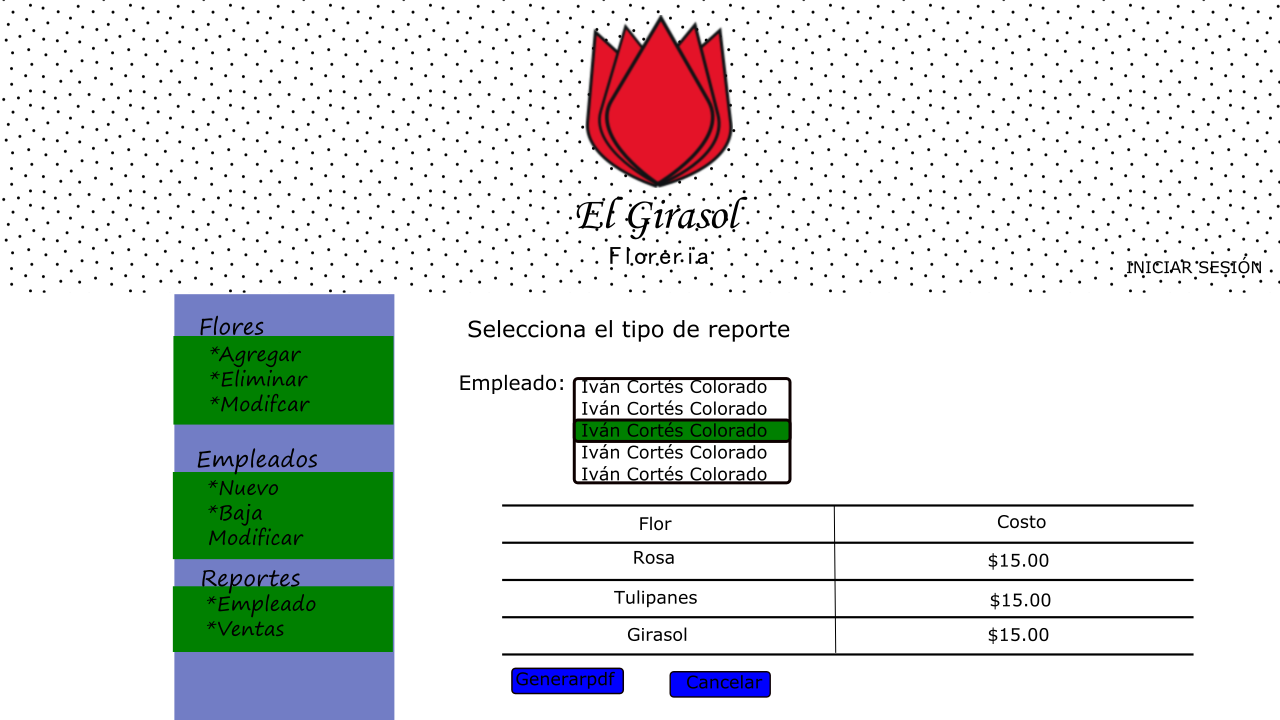 El Girasol
Florería
INICIAR SESIÓN
Flores
*Agregar
*Eliminar
*Modifcar
Empleados
*Nuevo
*Baja
Modificar
Reportes
*Empleado
*Ventas
Selecciona el tipo de reporte
Empleado:
Iván Cortés Colorado
Iván Cortés Colorado
Iván Cortés Colorado
Iván Cortés Colorado
Iván Cortés Colorado
Flor Costo
Rosa $15.00
Tulipanes $15.00
Girasol $15.00
Generarpdf Cancelar